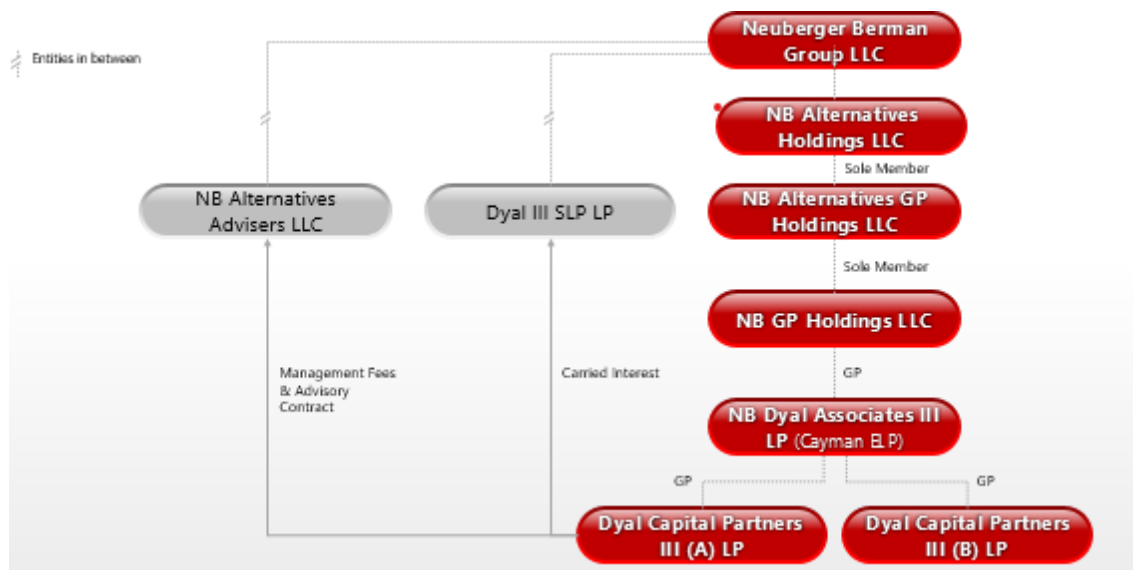 Entities in between
Neuberger Berman
Group LLC
NB Alternatives
Holdings LLC
Sole Member
NB Alternatives
Advisers LLC
Dyal III SLP LP
NB Alternatives GP
Holdings LLC
Sole Member
NB GP Holdings LLC
Management Fees
& Advisory
Contract
Carried Interest
GP
NB Dyal Associates III
LP (Cayman ELP)
GP
GP
Dyal Capital Partners
III (A) LP
Dyal Capital Partners
III (B) LP